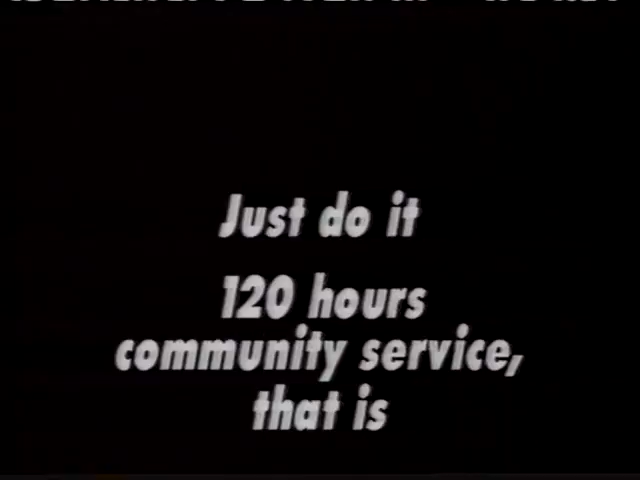 Just do it
120 hours
community service,
that is